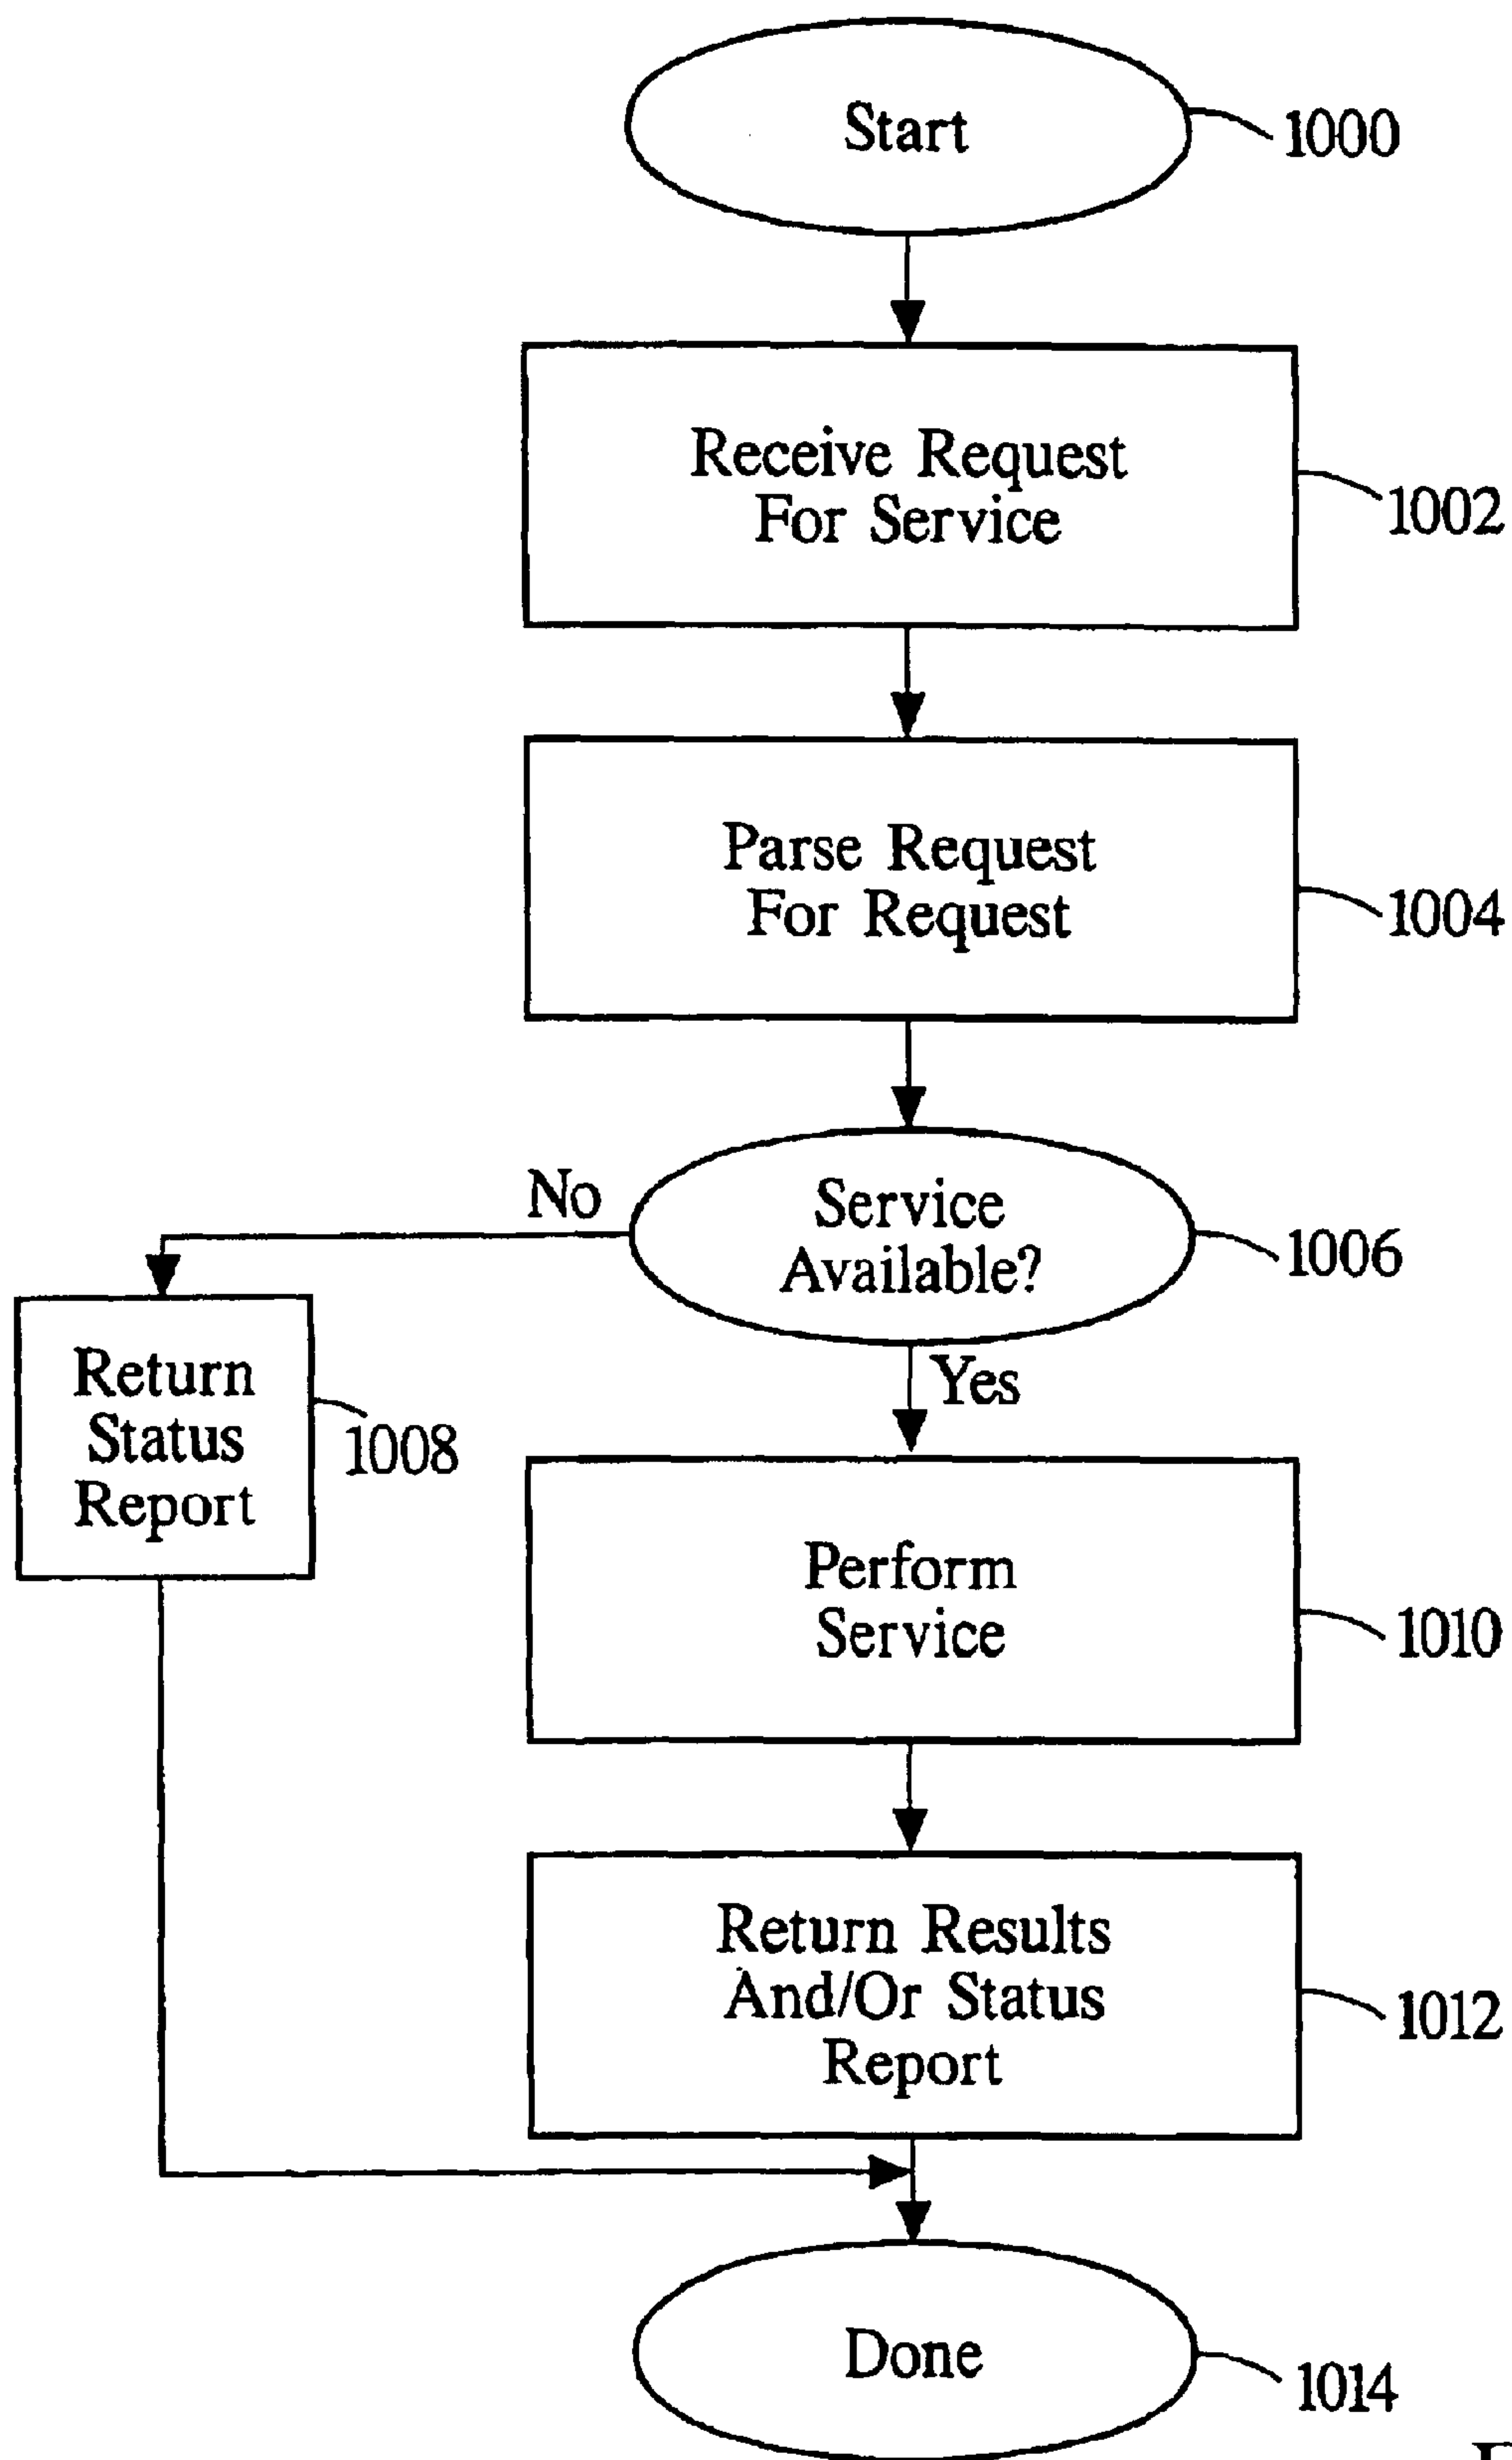 Start
1000
Receive Request
For Service
1002
Parse Request
For Request
1004
No
Service
Available?
1006
Yes
Return
Status
Report
1008
Perform
Service
1010
Return Results
And/Or Status
Report
1012
Done
1014